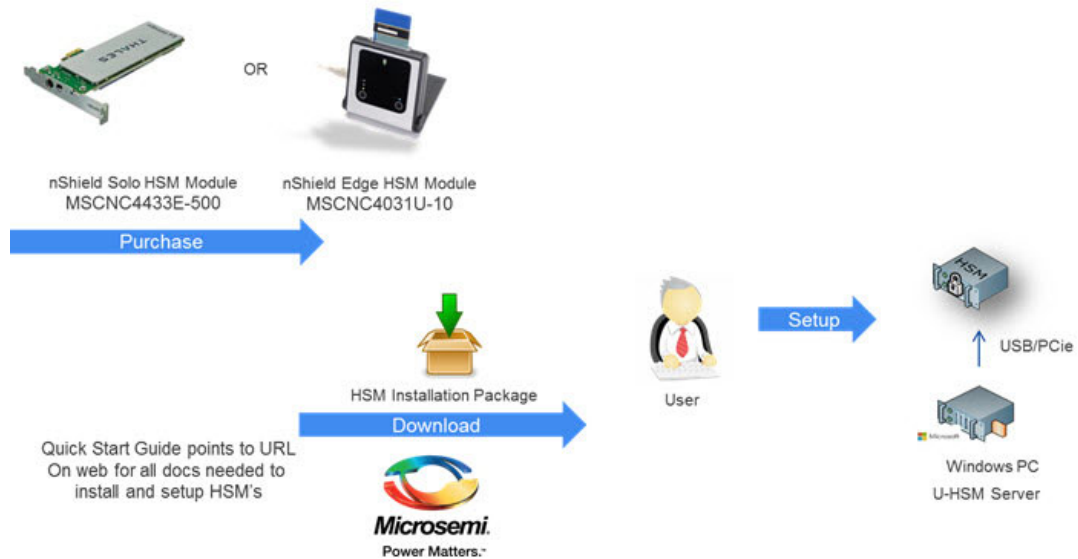 THALES
OR
nShield Solo HSM Module
MSCNC4433E-500
nShield Edge HSM Module
MSCNC4031U-10
Purchase
HSM Installation Package
Download
Quick Start Guide points to URL
On web for all docs needed to
install and setup HSM's
Microsemi.
Power Matters.™
User
Setup
HSM
USB/PCie
Microsoft
Windows PC
U-HSM Server